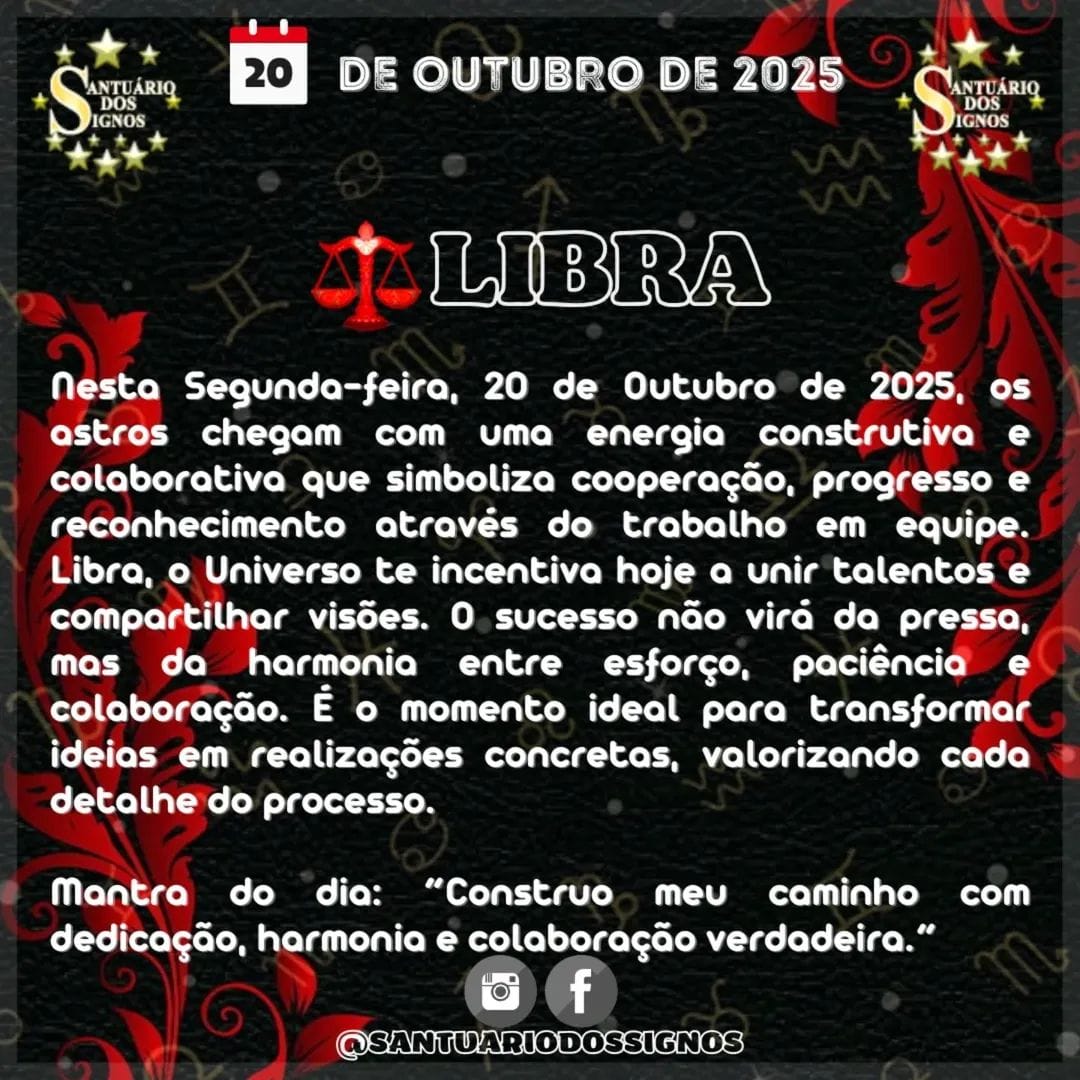 SANTUÁRIO
DOS
SIGNOS
20 DE OUTUBRO DE 2025
SANTUÁRIO
DOS
SIGNOS
LIBRA
Nesta Segunda-feira, 20 de Outubro de 2025, os
astros chegam com uma energia construtiva e
colaborativa que simboliza cooperação, progresso e
reconhecimento através do trabalho em equipe.
Libra, o Universo te incentiva hoje a unir talentos e
compartilhar visões. O sucesso não virá da pressa,
mas da harmonia entre esforço, paciência e
colaboração. É o momento ideal para transformar
ideias em realizações concretas, valorizando cada
detalhe do processo.
Mantra do dia: “Construo meu caminho com
dedicação, harmonia e colaboração verdadeira.“
@SANTUARIODOSSIGNOS